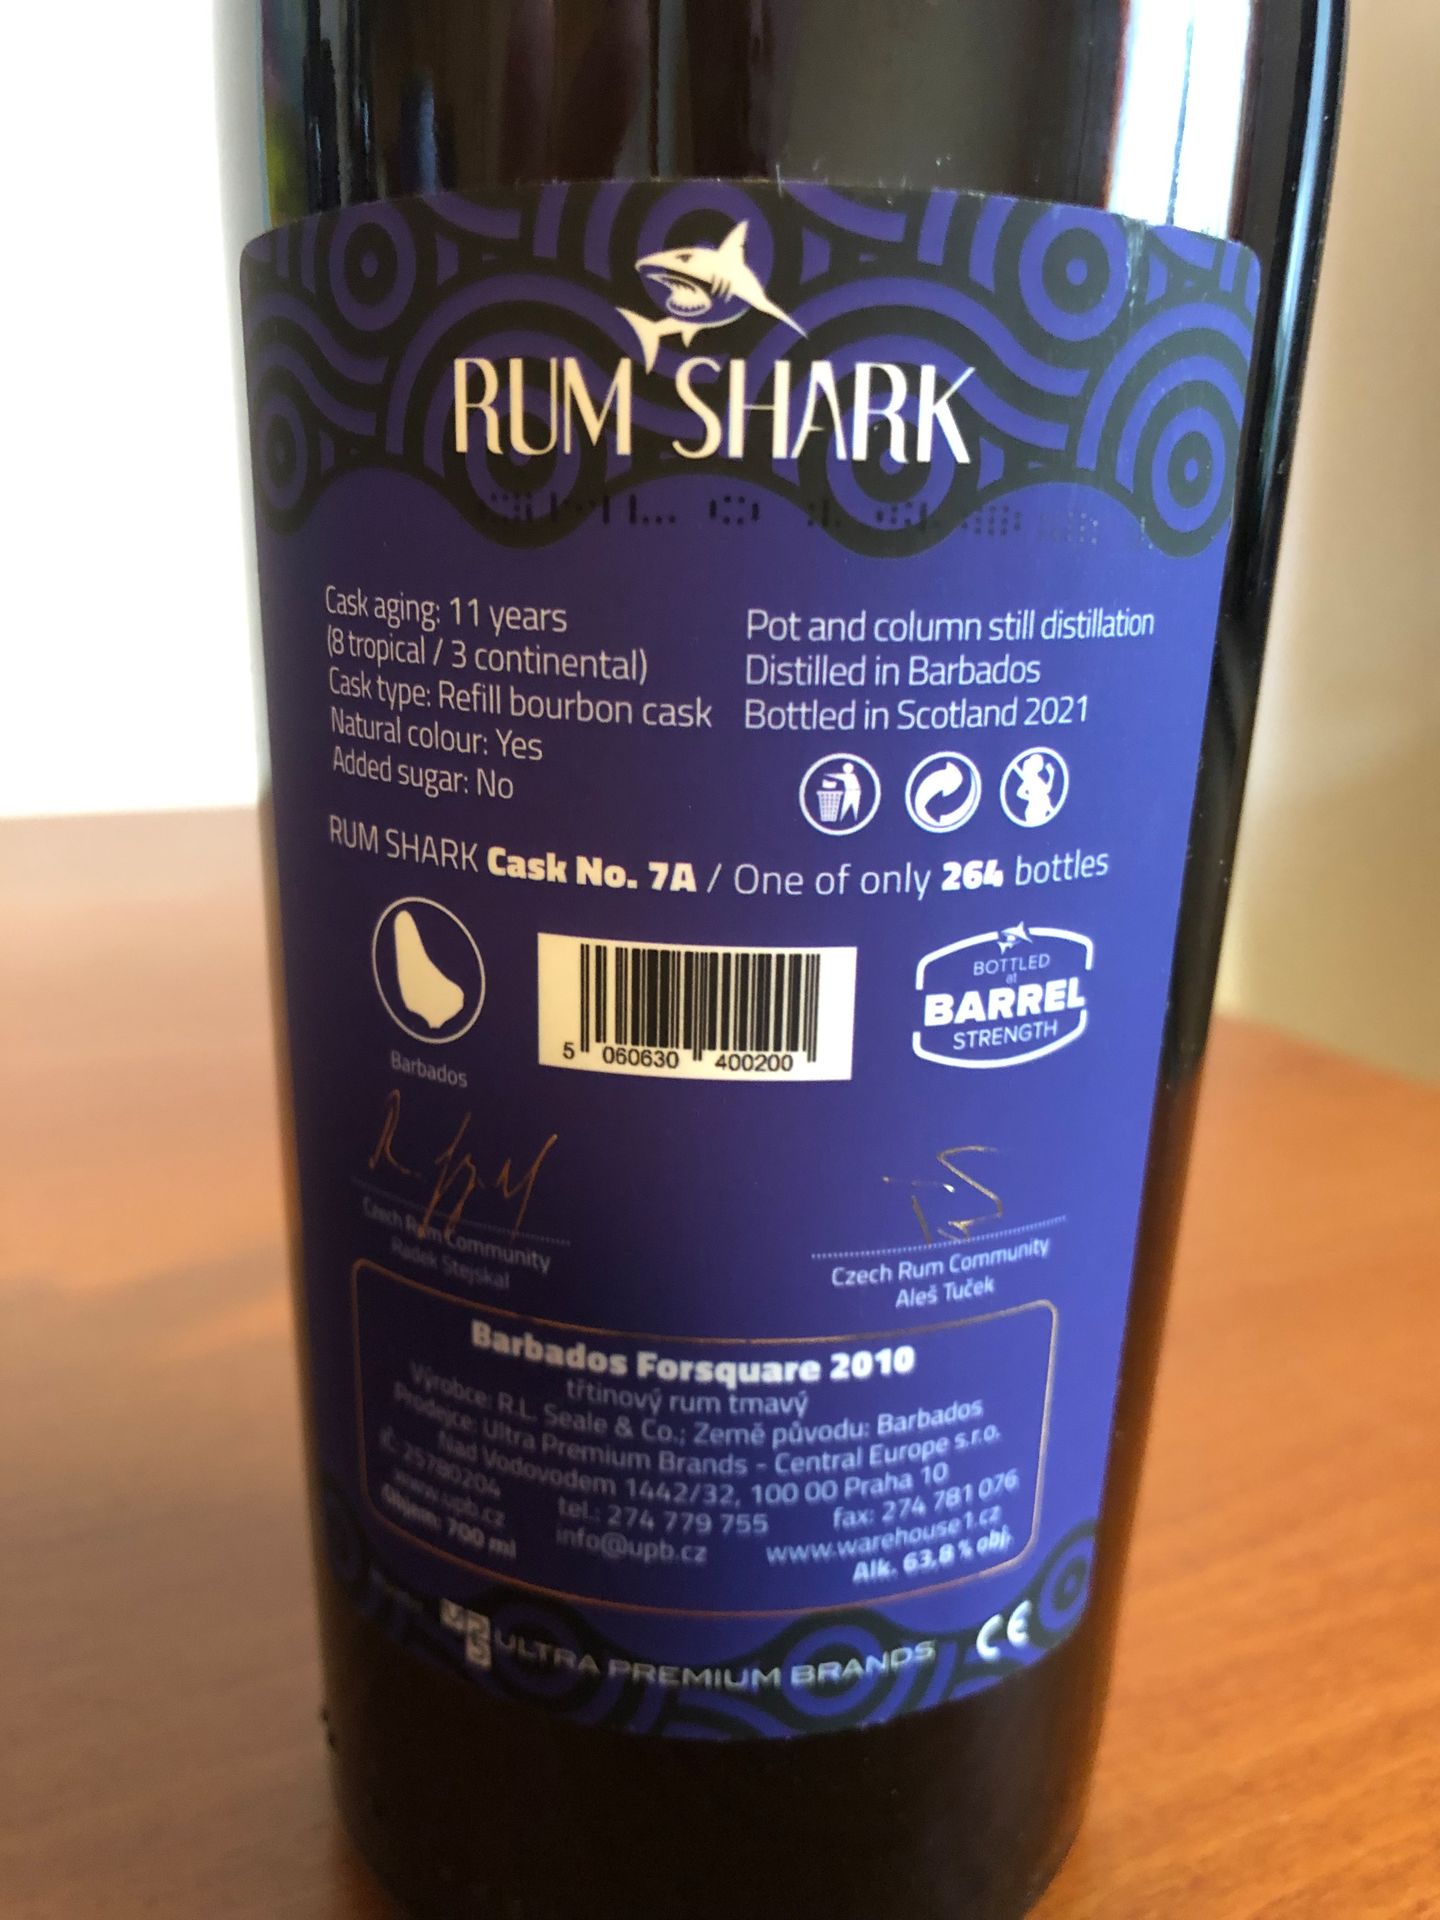 RUM SHARK
Cask aging: 11 years
(8 tropical / 3 continental)
Cask type: Refill bourbon cask
Natural colour: Yes
Added sugar: No
Pot and column still distillation
Distilled in Barbados
Bottled in Scotland 2021
RUM SHARK Cask No. 7A / One of only 264 bottles
Barbados
5 060630 400200
BOTTLED
at
BARREL
STRENGTH
Czech Rum Community
Radek Stejskal
Czech Rum Community
Aleš Tuček
Barbados Forsquare 2010
třtinový rum tmavý
Výrobce: R.L. Seale & Co.; Země původu: Barbados
Prodejce: Ultra Premium Brands - Central Europe s.r.o.
Nad Vodovodem 1442/32, 100 00 Praha 10
IČ: 25780204 tel.: 274 779 755 fax: 274 781 076
www.upb.cz info@upb.cz www.warehouse1.cz
Objem: 700 ml Alk. 63,8 % obj.
ULTRA PREMIUM BRANDS CE